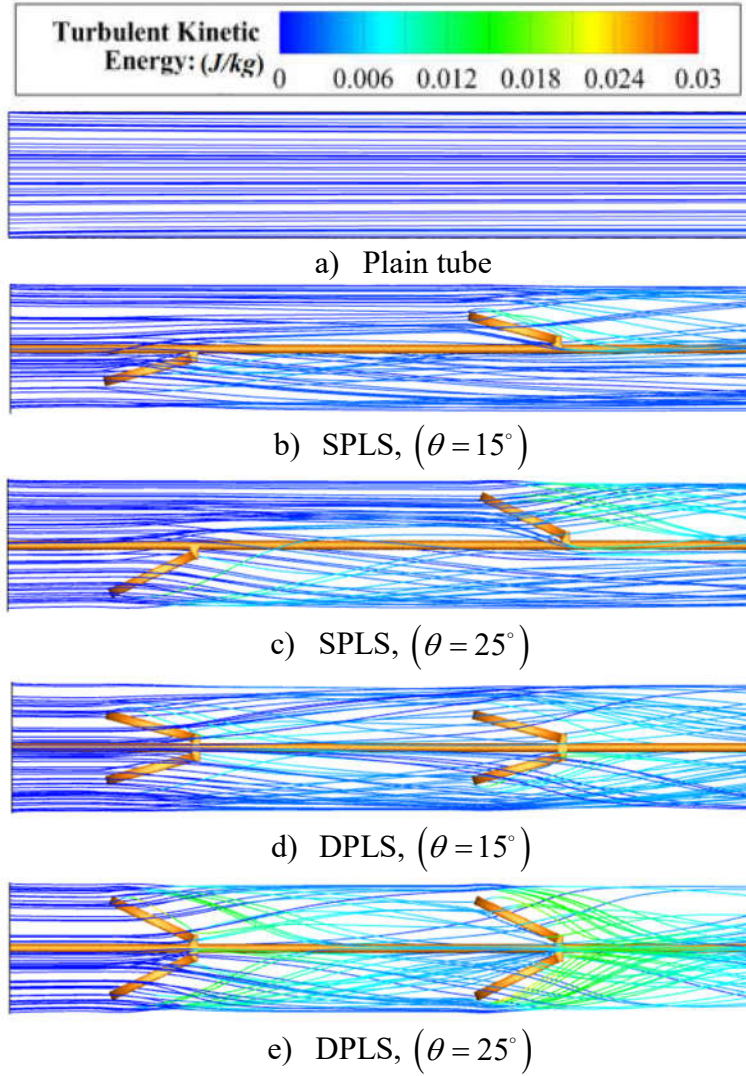 Turbulent Kinetic
Energy: (J/kg)
0 0.006 0.012 0.018 0.024 0.03
a) Plain tube
b) SPLS, (θ = 15°)
c) SPLS, (θ = 25°)
d) DPLS, (θ = 15°)
e) DPLS, (θ = 25°)